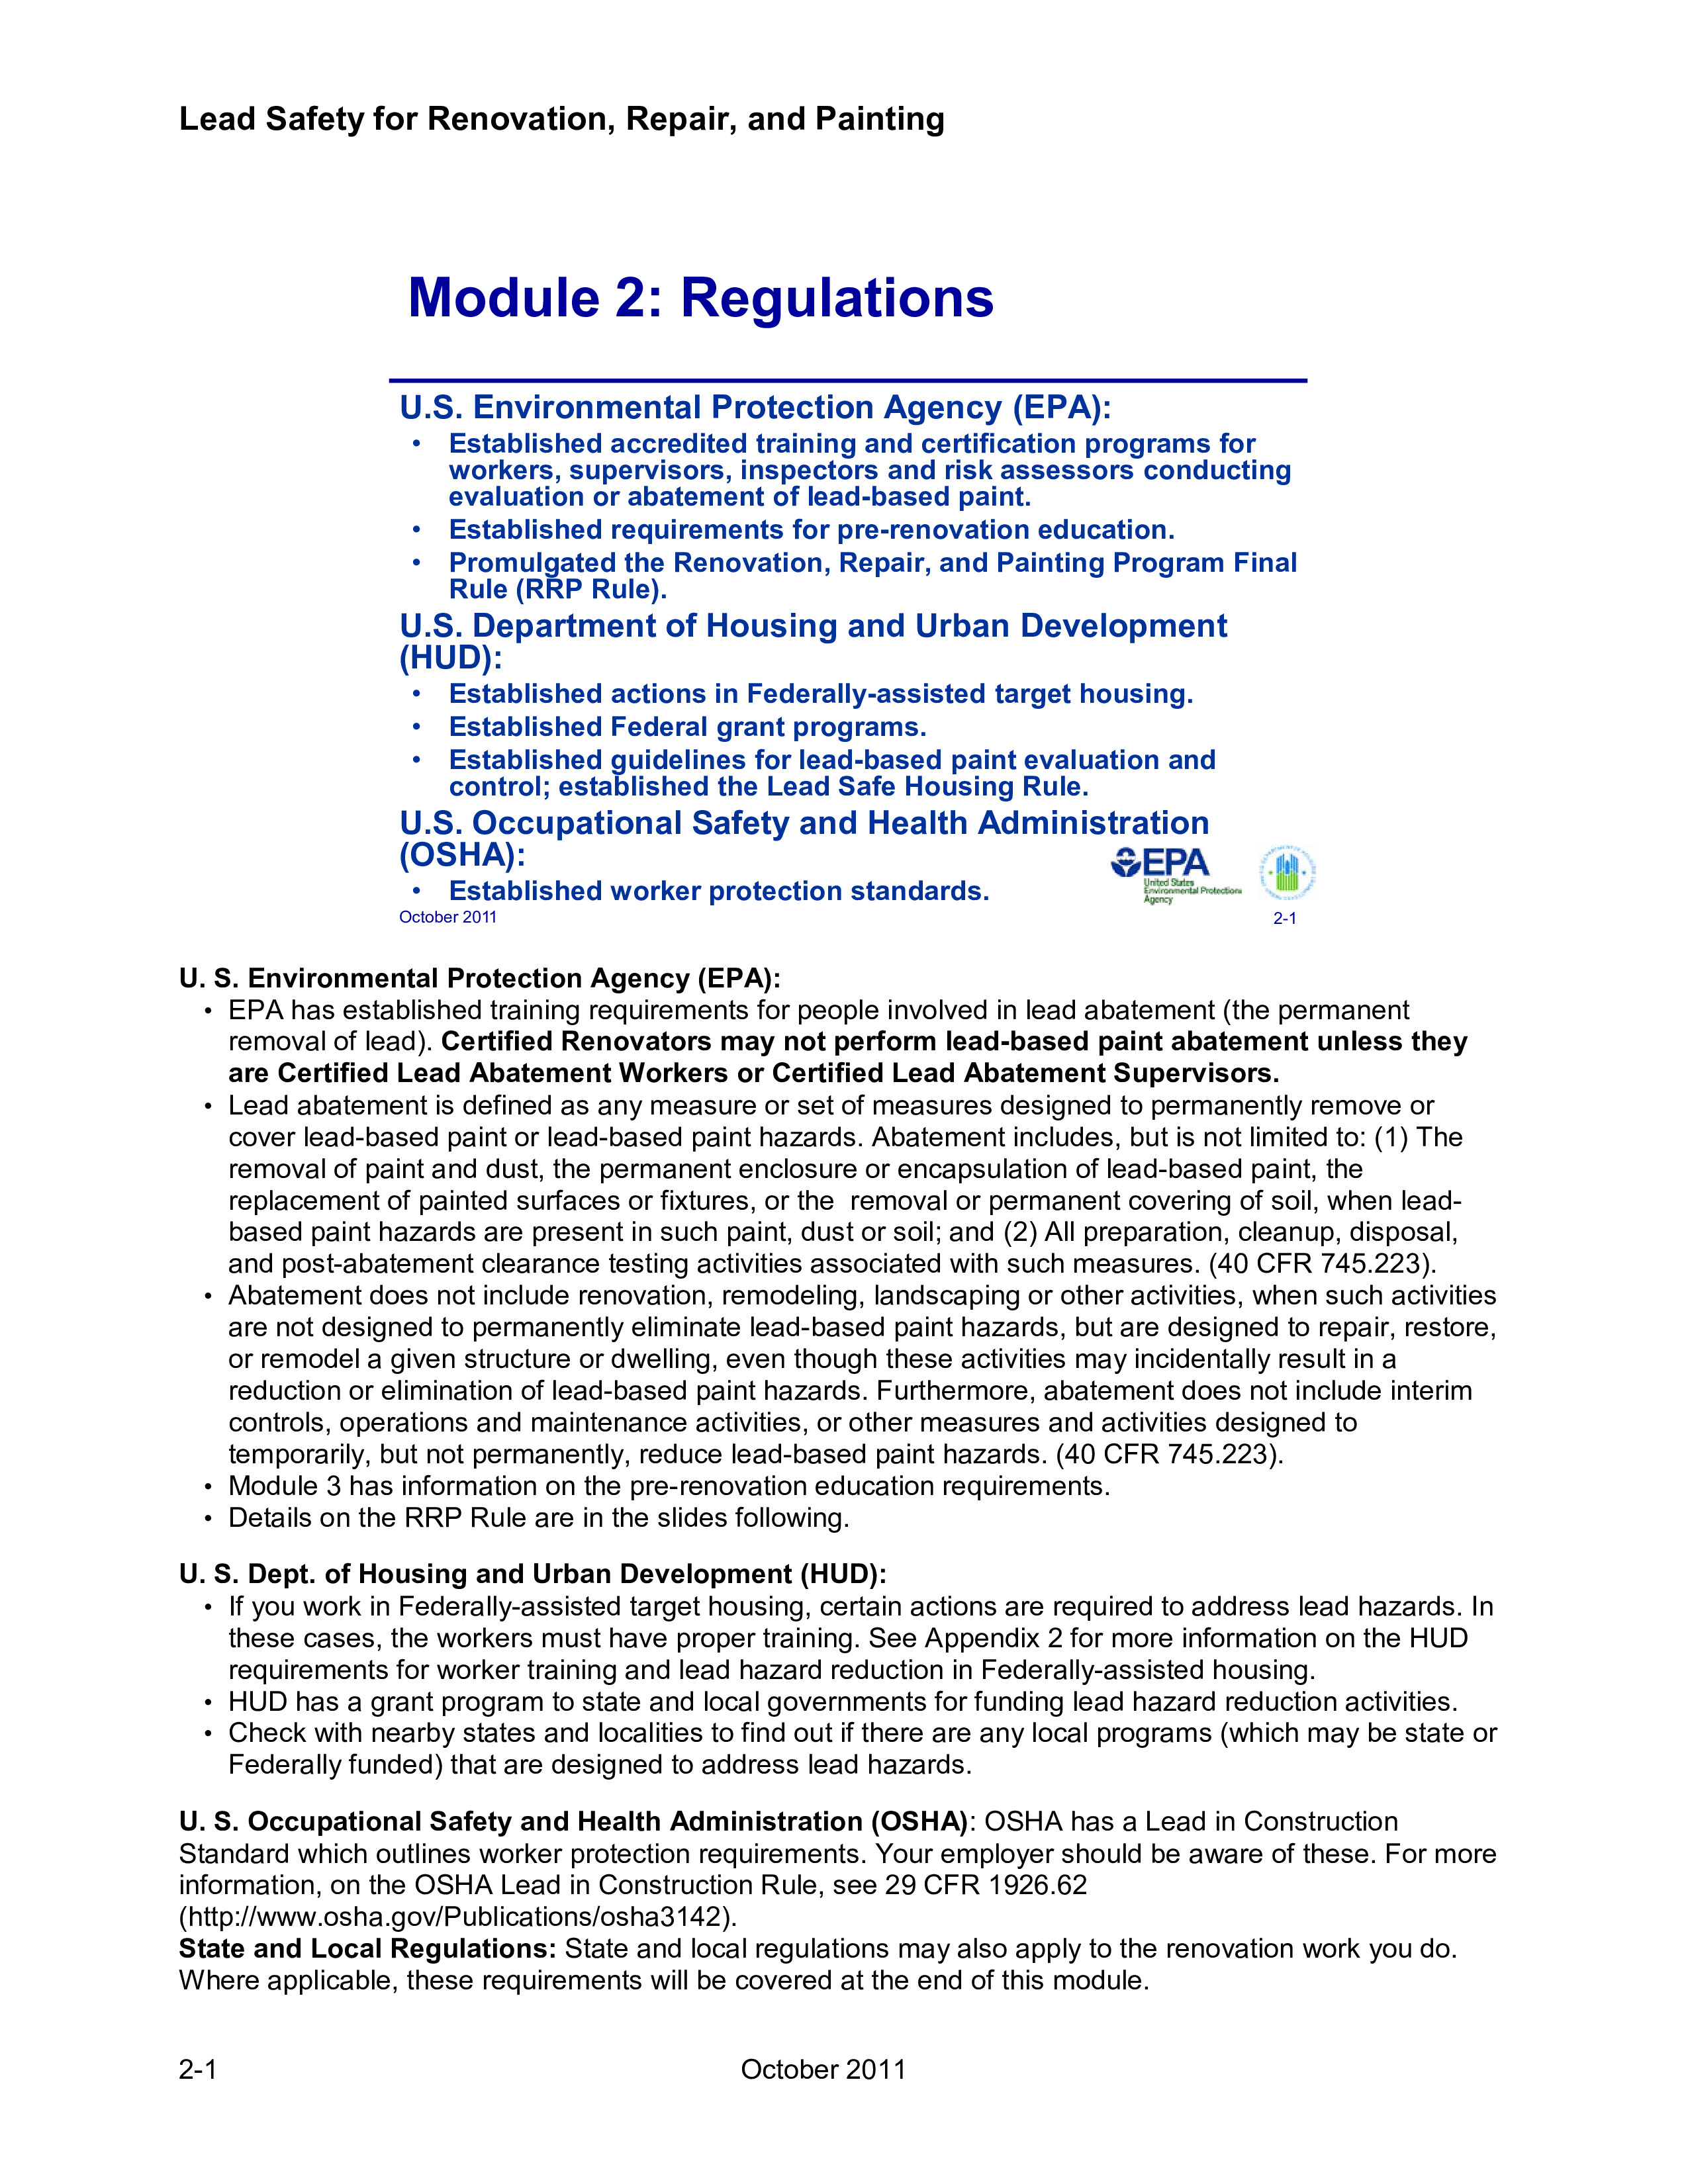 Lead Safety for Renovation, Repair, and Painting
Module 2: Regulations
U.S. Environmental Protection Agency (EPA):
• Established accredited training and certification programs for
workers, supervisors, inspectors and risk assessors conducting
evaluation or abatement of lead-based paint.
• Established requirements for pre-renovation education.
• Promulgated the Renovation, Repair, and Painting Program Final
Rule (RRP Rule).
U.S. Department of Housing and Urban Development
(HUD):
• Established actions in Federally-assisted target housing.
• Established Federal grant programs.
• Established guidelines for lead-based paint evaluation and
control; established the Lead Safe Housing Rule.
U.S. Occupational Safety and Health Administration
(OSHA):
• Established worker protection standards.
EPA
United States
Environmental Protection
Agency
October 2011
2-1
U. S. Environmental Protection Agency (EPA):
• EPA has established training requirements for people involved in lead abatement (the permanent
removal of lead). Certified Renovators may not perform lead-based paint abatement unless they
are Certified Lead Abatement Workers or Certified Lead Abatement Supervisors.
• Lead abatement is defined as any measure or set of measures designed to permanently remove or
cover lead-based paint or lead-based paint hazards. Abatement includes, but is not limited to: (1) The
removal of paint and dust, the permanent enclosure or encapsulation of lead-based paint, the
replacement of painted surfaces or fixtures, or the  removal or permanent covering of soil, when lead-
based paint hazards are present in such paint, dust or soil; and (2) All preparation, cleanup, disposal,
and post-abatement clearance testing activities associated with such measures. (40 CFR 745.223).
• Abatement does not include renovation, remodeling, landscaping or other activities, when such activities
are not designed to permanently eliminate lead-based paint hazards, but are designed to repair, restore,
or remodel a given structure or dwelling, even though these activities may incidentally result in a
reduction or elimination of lead-based paint hazards. Furthermore, abatement does not include interim
controls, operations and maintenance activities, or other measures and activities designed to
temporarily, but not permanently, reduce lead-based paint hazards. (40 CFR 745.223).
• Module 3 has information on the pre-renovation education requirements.
• Details on the RRP Rule are in the slides following.
U. S. Dept. of Housing and Urban Development (HUD):
• If you work in Federally-assisted target housing, certain actions are required to address lead hazards. In
these cases, the workers must have proper training. See Appendix 2 for more information on the HUD
requirements for worker training and lead hazard reduction in Federally-assisted housing.
• HUD has a grant program to state and local governments for funding lead hazard reduction activities.
• Check with nearby states and localities to find out if there are any local programs (which may be state or
Federally funded) that are designed to address lead hazards.
U. S. Occupational Safety and Health Administration (OSHA): OSHA has a Lead in Construction
Standard which outlines worker protection requirements. Your employer should be aware of these. For more
information, on the OSHA Lead in Construction Rule, see 29 CFR 1926.62
(http://www.osha.gov/Publications/osha3142).
State and Local Regulations: State and local regulations may also apply to the renovation work you do.
Where applicable, these requirements will be covered at the end of this module.
2-1
October 2011